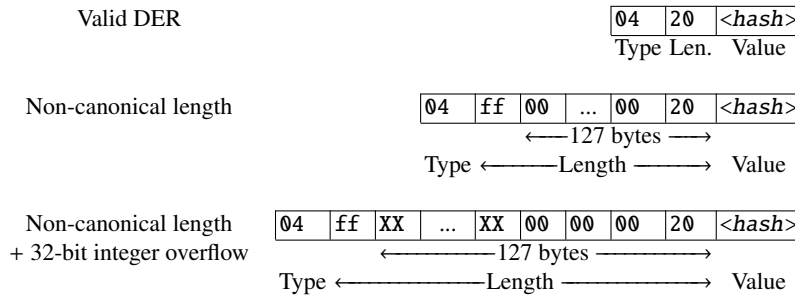 Valid DER 04 20 <hash>
Type Len. Value
Non-canonical length 04 ff 00 ... 00 20 <hash>
←127 bytes→
Type ←Length→ Value
Non-canonical length 04 ff XX ... XX 00 00 00 20 <hash>
+ 32-bit integer overflow ←127 bytes→
Type ←Length→ Value